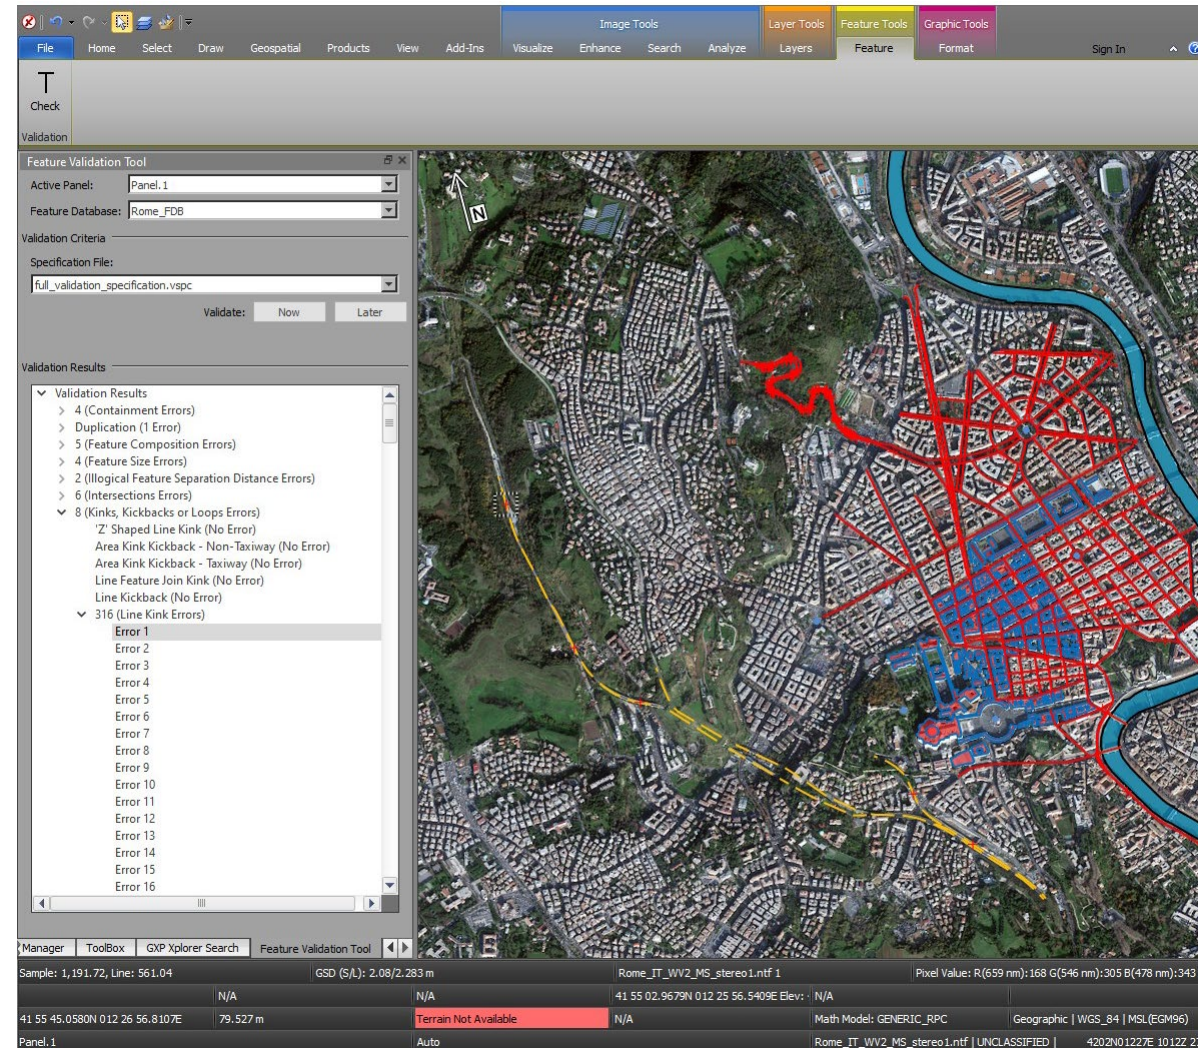 Image Tools
Layer Tools
Feature Tools
Graphic Tools
File
Home
Select
Draw
Geospatial
Products
View
Add-Ins
Visualize
Enhance
Search
Analyze
Layers
Feature
Format
Sign In
T
Check
Validation
Feature Validation Tool
Active Panel: Panel.1
Feature Database: Rome_FDB
Validation Criteria
Specification File:
full_validation_specification.vspc
Validate: Now Later
Validation Results
Validation Results
4 (Containment Errors)
Duplication (1 Error)
5 (Feature Composition Errors)
4 (Feature Size Errors)
2 (Illogical Feature Separation Distance Errors)
6 (Intersections Errors)
8 (Kinks, Kickbacks or Loops Errors)
'Z' Shaped Line Kink (No Error)
Area Kink Kickback - Non-Taxiway (No Error)
Area Kink Kickback - Taxiway (No Error)
Line Feature Join Kink (No Error)
Line Kickback (No Error)
316 (Line Kink Errors)
Error 1
Error 2
Error 3
Error 4
Error 5
Error 6
Error 7
Error 8
Error 9
Error 10
Error 11
Error 12
Error 13
Error 14
Error 15
Error 16
N
Manager
ToolBox
GXP Xplorer Search
Feature Validation Tool
Sample: 1,191.72, Line: 561.04
GSD (S/L): 2.08/2.283 m
Rome_IT_WV2_MS_stereo1.ntf 1
Pixel Value: R(659 nm):168 G(546 nm):305 B(478 nm):343
N/A
N/A
41 55 02.9679N 012 25 56.5409E Elev: -
N/A
41 55 45.0580N 012 26 56.8107E
79.527 m
Terrain Not Available
N/A
Math Model: GENERIC_RPC
Geographic | WGS_84 | MSL(EGM96)
Panel.1
Auto
Rome_IT_WV2_MS_stereo1.ntf | UNCLASSIFIED |
4202N01227E 1012Z 2